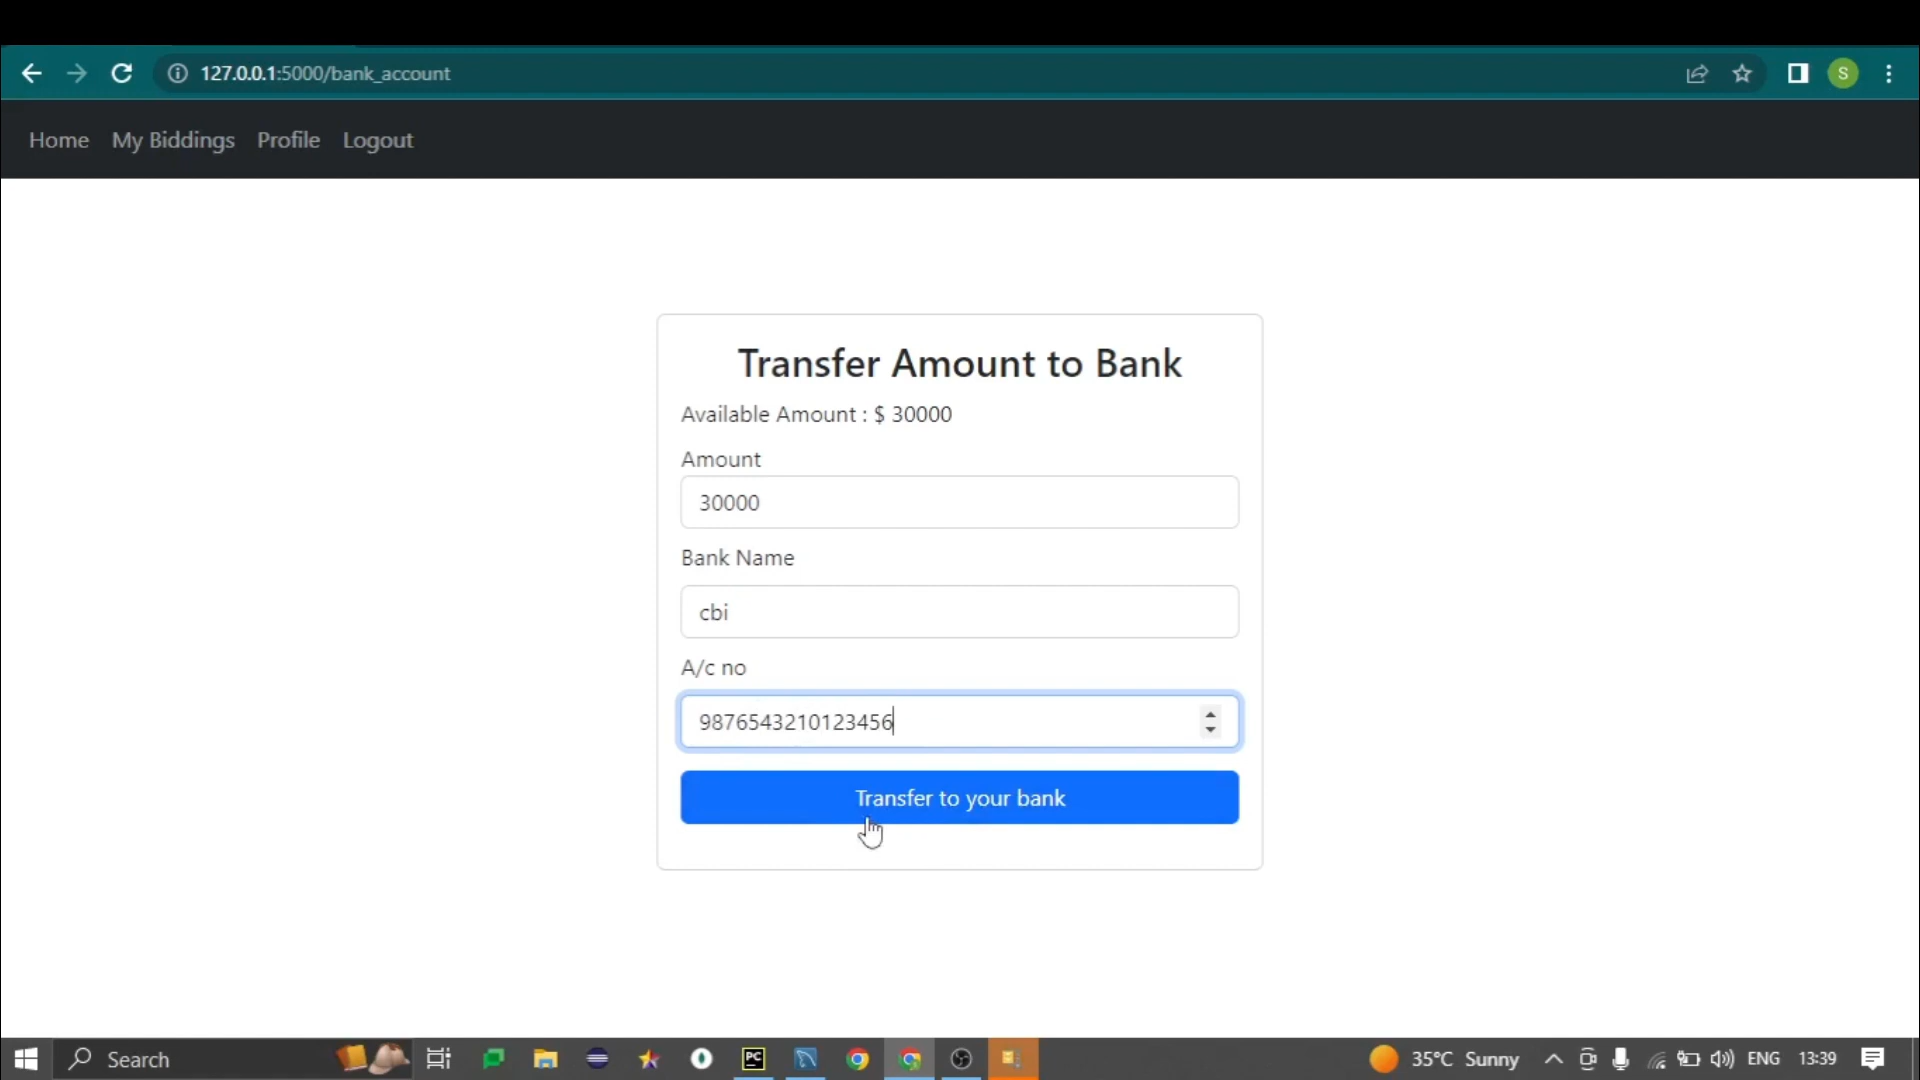 127.0.0.1:5000/bank_account
S
Home My Biddings Profile Logout
Transfer Amount to Bank
Available Amount : $ 30000
Amount
30000
Bank Name
cbi
A/c no
9876543210123456
Transfer to your bank
Search
PC
35°C Sunny
ENG
13:39